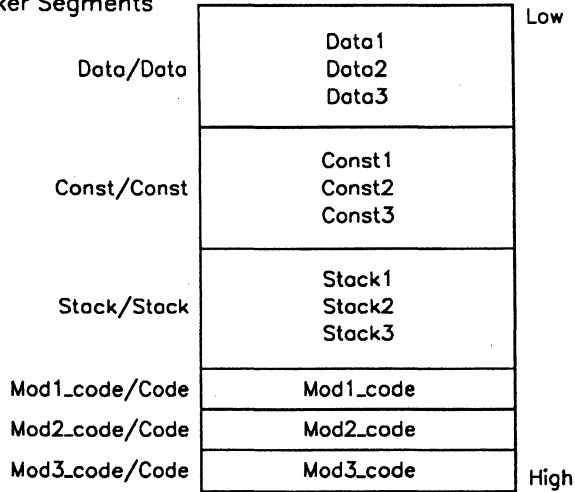 Segments
Low
Data1
Data/Data Data2
Data3
Const1
Const/Const Const2
Const3
Stack1
Stack/Stack Stack2
Stack3
Mod1_code/Code Mod1_code
Mod2_code/Code Mod2_code
Mod3_code/Code Mod3_code
High